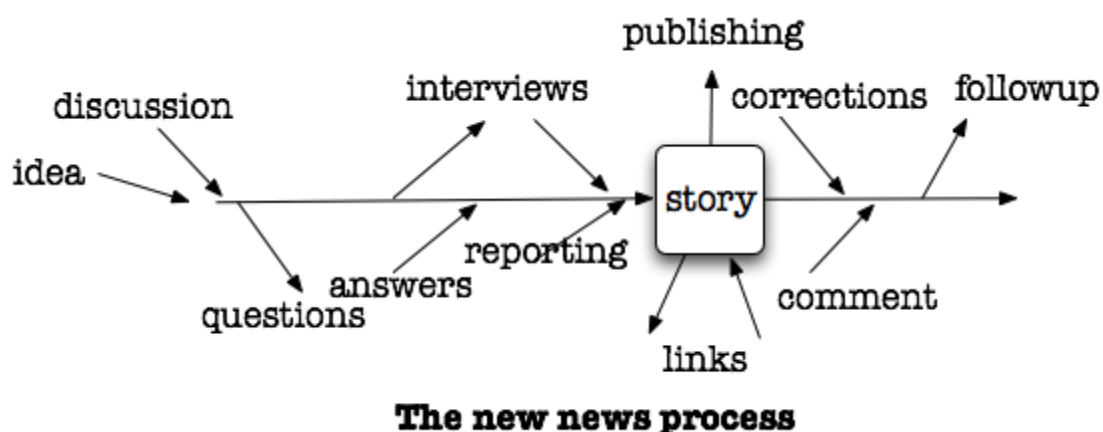 publishing
interviews
corrections
followup
discussion
idea
story
reporting
answers
questions
comment
links
The new news process